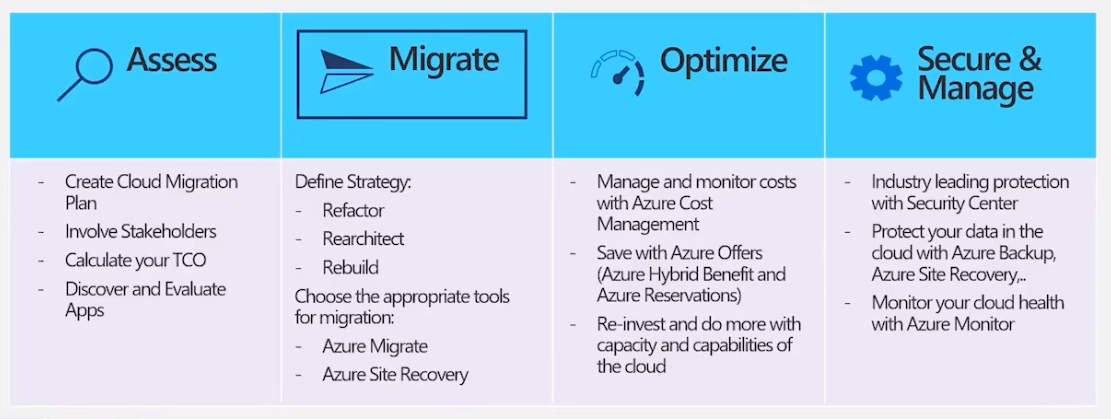 Assess
- Create Cloud Migration
Plan
- Involve Stakeholders
- Calculate your TCO
- Discover and Evaluate
Apps
Migrate
Define Strategy:
- Refactor
- Rearchitect
- Rebuild
Choose the appropriate tools
for migration:
- Azure Migrate
- Azure Site Recovery
Optimize
- Manage and monitor costs
with Azure Cost
Management
- Save with Azure Offers
(Azure Hybrid Benefit and
Azure Reservations)
- Re-invest and do more with
capacity and capabilities of
the cloud
Secure &
Manage
- Industry leading protection
with Security Center
- Protect your data in the
cloud with Azure Backup,
Azure Site Recovery,..
- Monitor your cloud health
with Azure Monitor